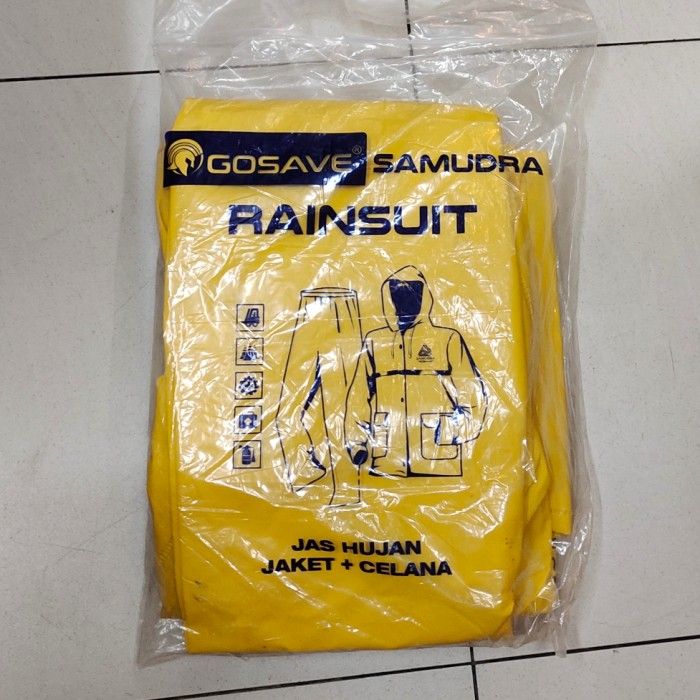 GOSAVE® SAMUDRA
RAINSUIT
JAS HUJAN
JAKET + CELANA